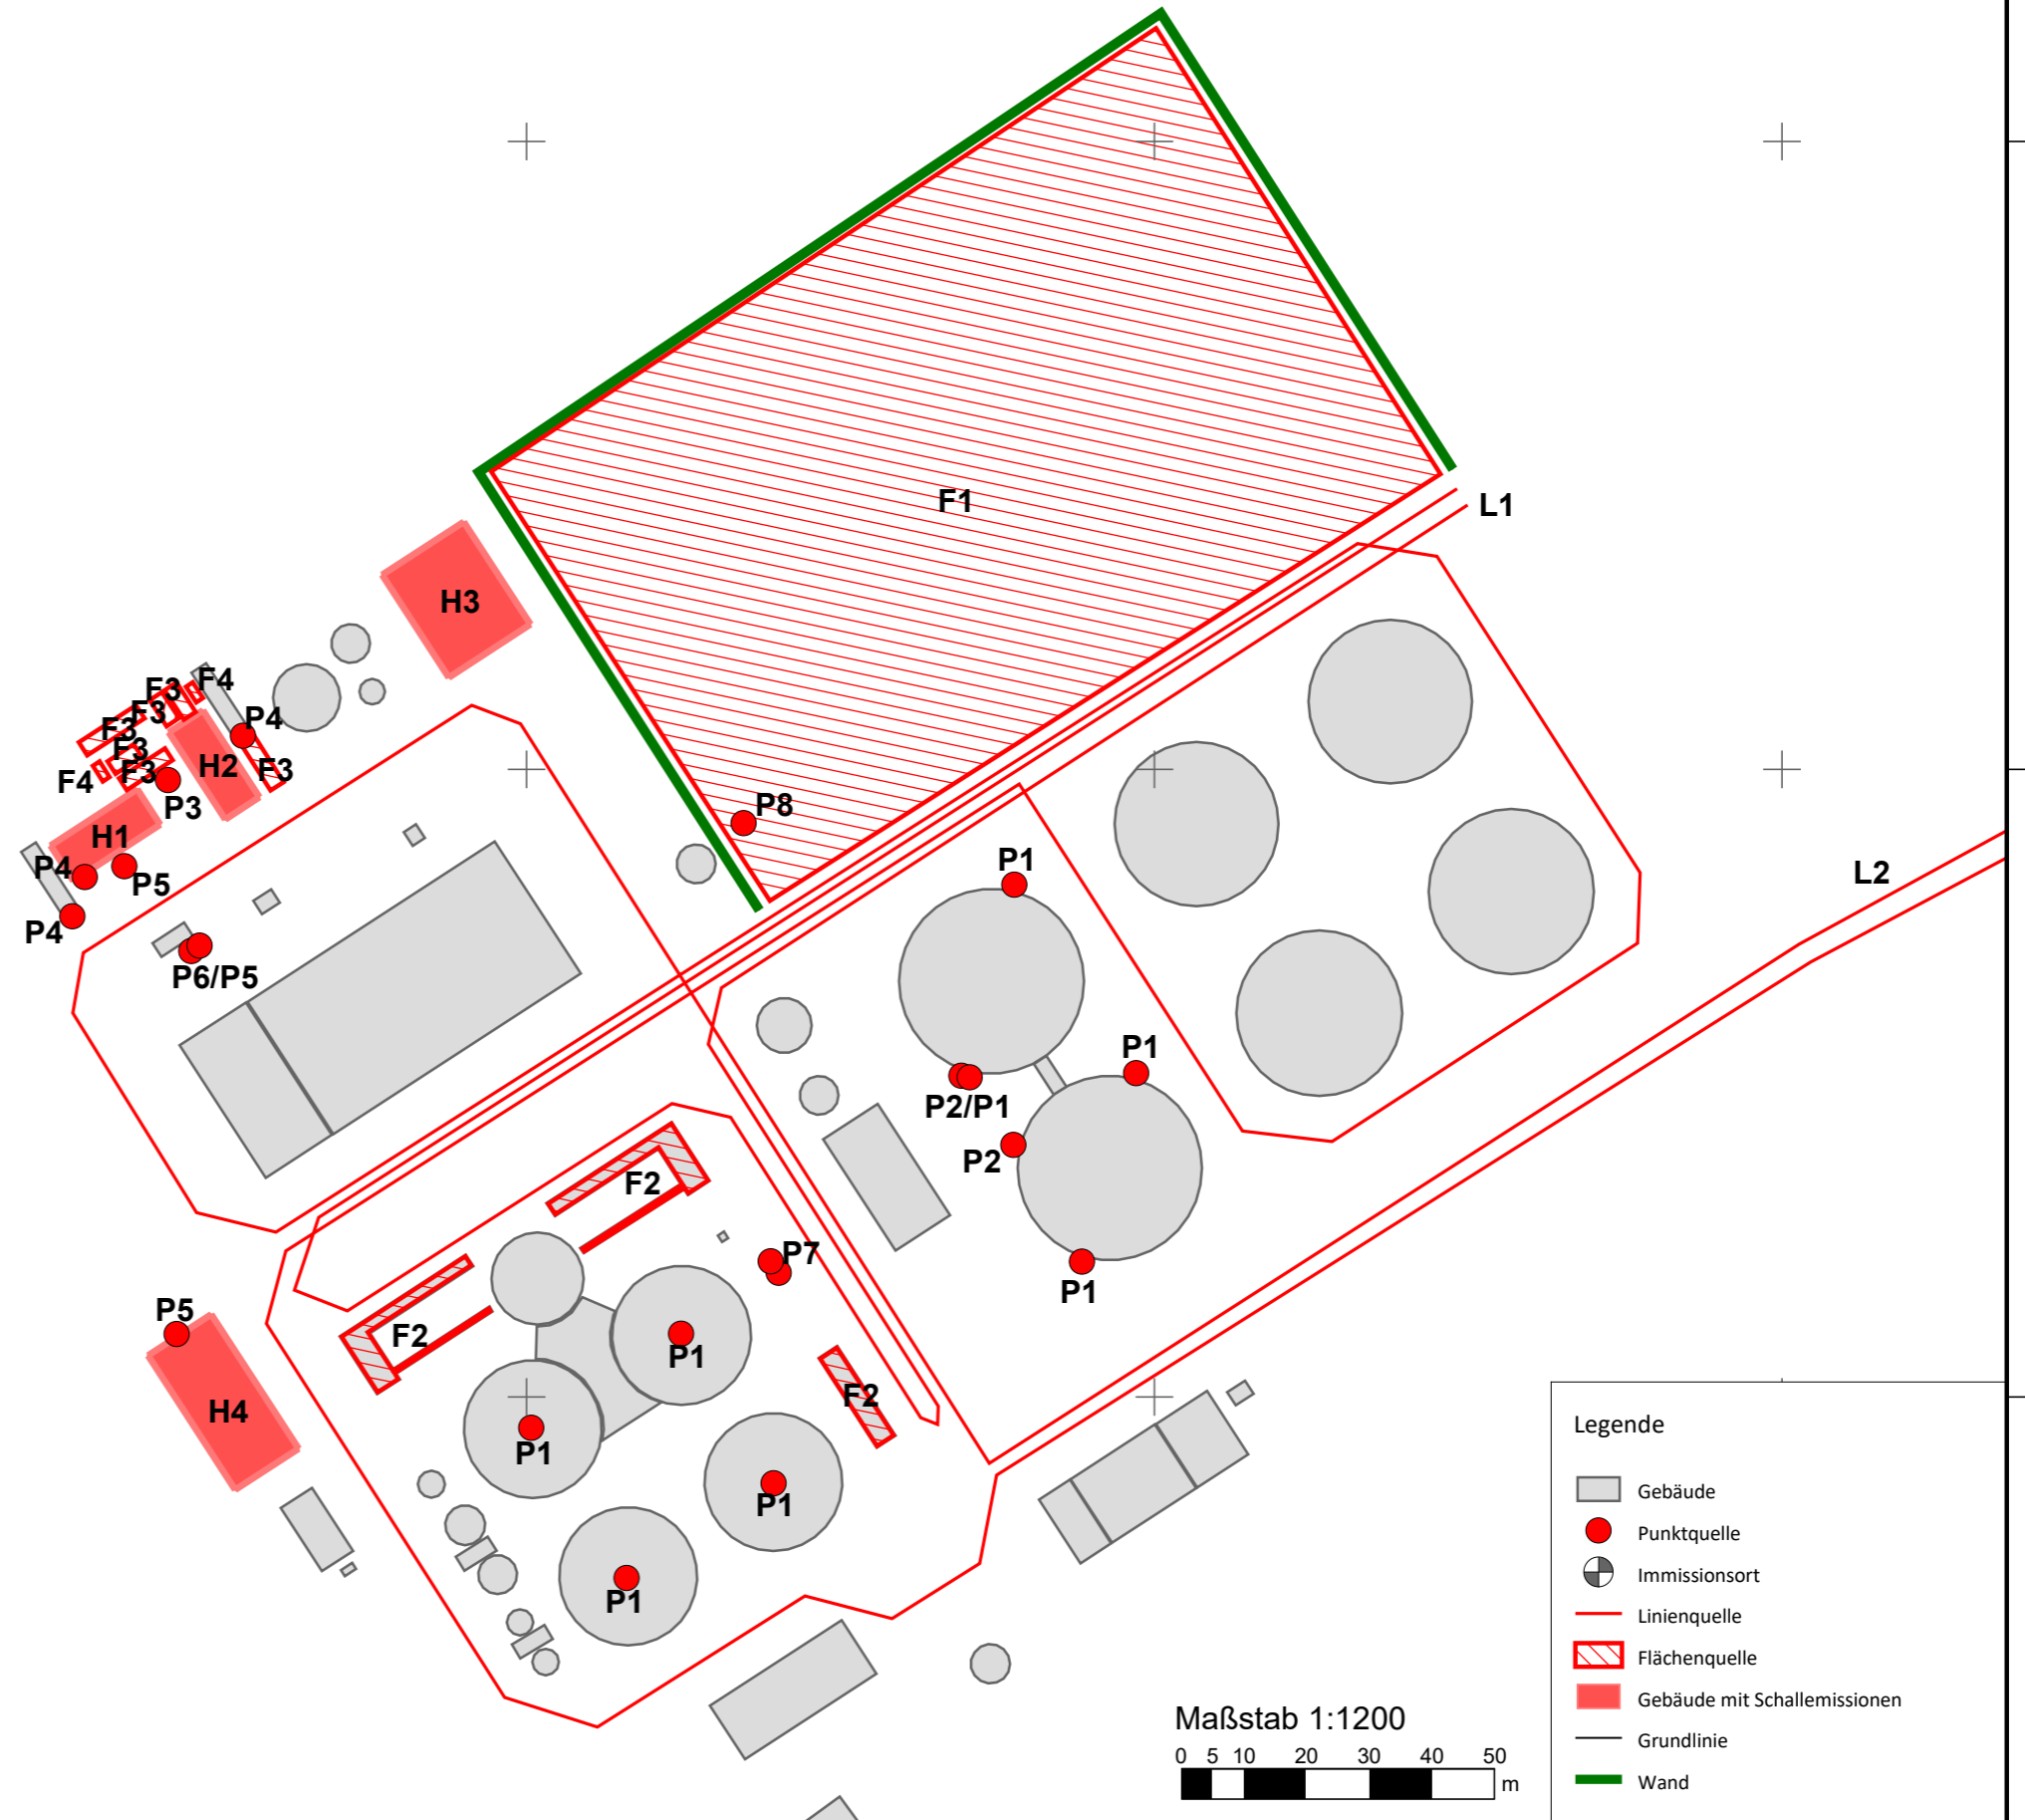 F1
L1
H3
F3
F4
F3
P4
F3
F3
H2
F3
F4
F3
P3
P8
H1
P4
P5
P1
L2
P4
P6/P5
P1
P2/P1
P2
F2
P7
P1
P5
F2
P1
F2
H4
P1
P1
P1
Legende
Gebäude
Punktquelle
Immissionsort
Linienquelle
Flächenquelle
Gebäude mit Schallemissionen
Grundlinie
Wand
Maßstab 1:1200
0 5 10 20 30 40 50
m